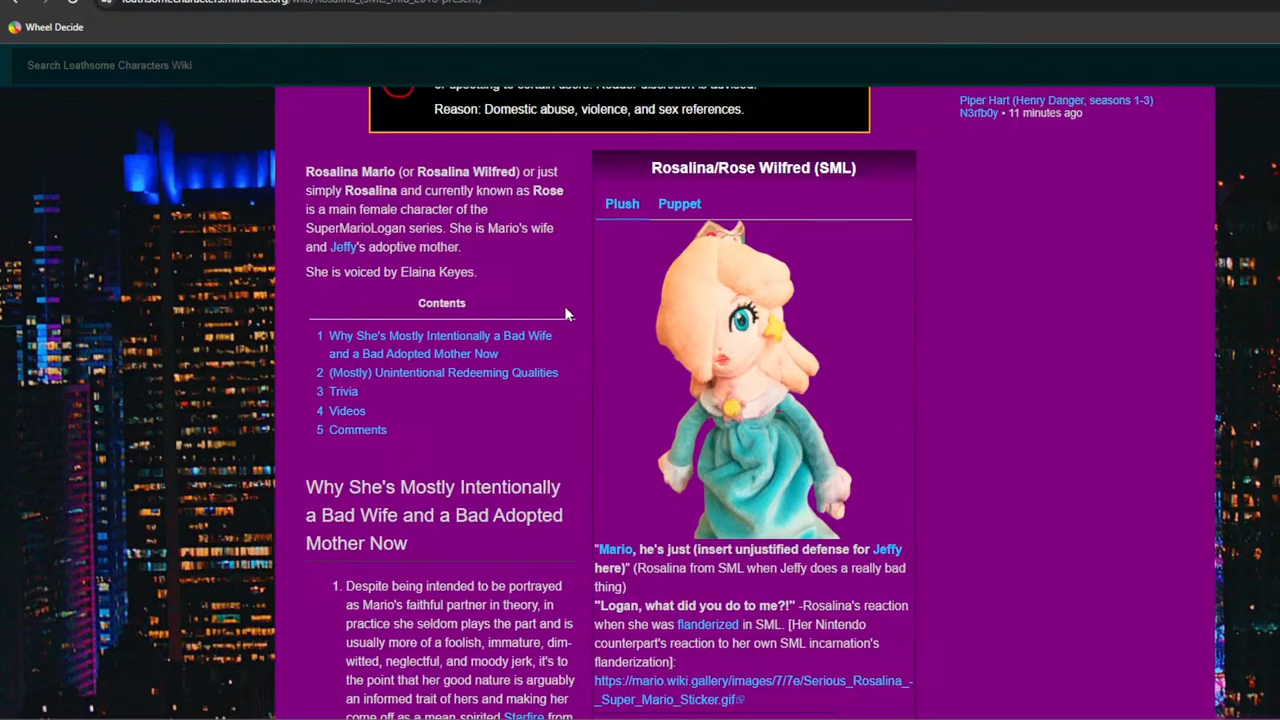 Wheel Decide
Search Loathsome Characters Wiki
Reason: Domestic abuse, violence, and sex references.
Piper Hart (Henry Danger, seasons 1-3)
N3rfb0y • 11 minutes ago
Rosalina Mario (or Rosalina Wilfred) or just
simply Rosalina and currently known as Rose
is a main female character of the
SuperMarioLogan series. She is Mario's wife
and Jeffy's adoptive mother.
She is voiced by Elaina Keyes.
Contents
1 Why She's Mostly Intentionally a Bad Wife
and a Bad Adopted Mother Now
2 (Mostly) Unintentional Redeeming Qualities
3 Trivia
4 Videos
5 Comments
Why She's Mostly Intentionally
a Bad Wife and a Bad Adopted
Mother Now
1. Despite being intended to be portrayed
as Mario's faithful partner in theory, in
practice she seldom plays the part and is
usually more of a foolish, immature, dim-
witted, neglectful, and moody jerk, it's to
the point that her good nature is arguably
an informed trait of hers and making her
come off as a mean spirited Starfire from
Rosalina/Rose Wilfred (SML)
Plush Puppet
"Mario, he's just (insert unjustified defense for Jeffy
here)" (Rosalina from SML when Jeffy does a really bad
thing)
"Logan, what did you do to me?!" -Rosalina's reaction
when she was flanderized in SML. [Her Nintendo
counterpart's reaction to her own SML incarnation's
flanderization]:
https://mario.wiki.gallery/images/7/7e/Serious_Rosalina_-
_Super_Mario_Sticker.gif